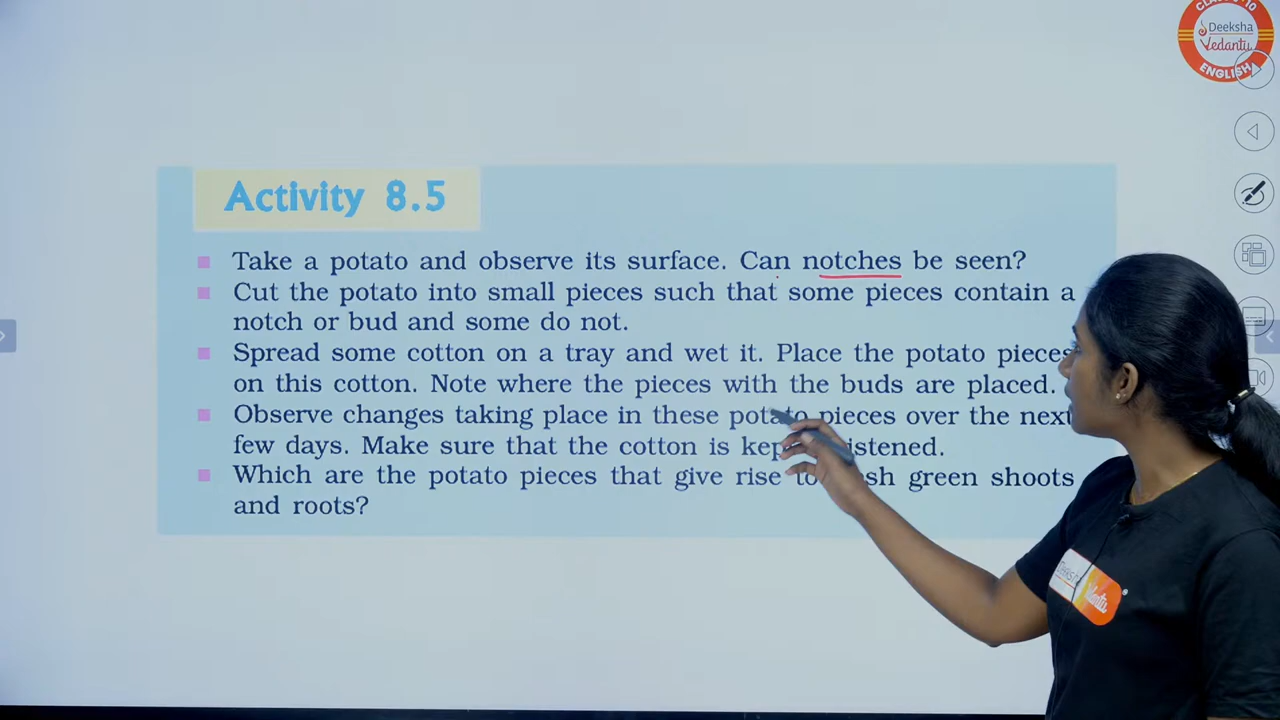 CLASS 10
Deeksha
Vedantu
ENGLISH
Activity 8.5
Take a potato and observe its surface. Can notches be seen?
Cut the potato into small pieces such that some pieces contain a
notch or bud and some do not.
Spread some cotton on a tray and wet it. Place the potato pieces
on this cotton. Note where the pieces with the buds are placed.
Observe changes taking place in these potato pieces over the next
few days. Make sure that the cotton is kept
Which are the potato pieces that give rise to green shoots
and roots?